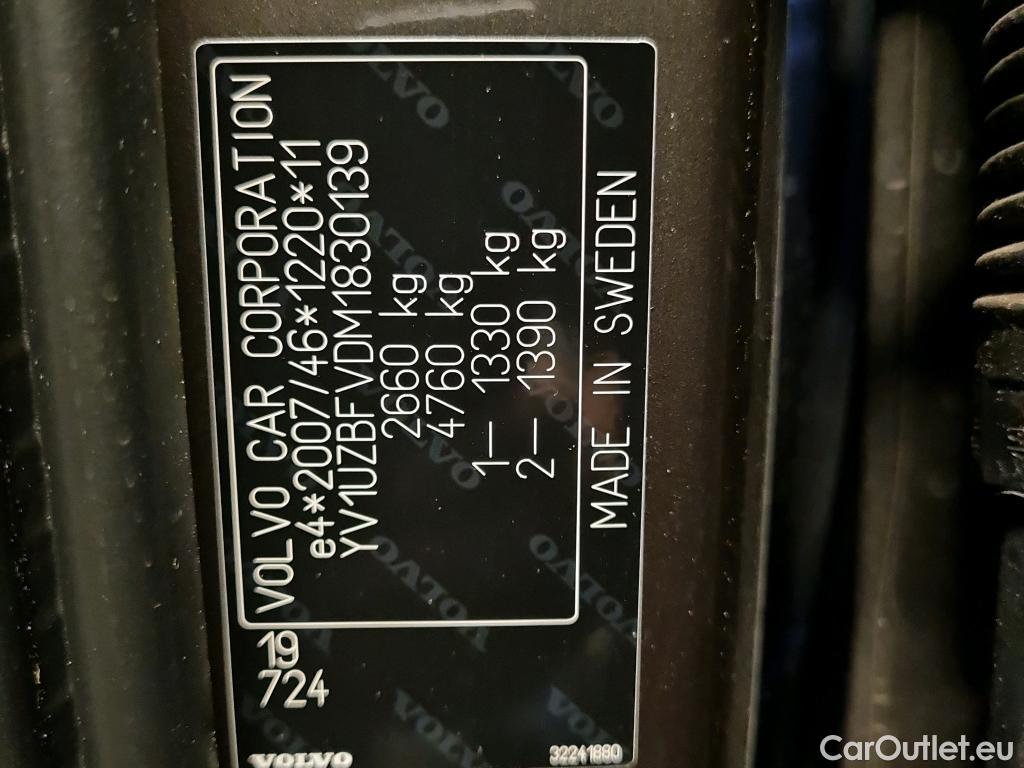 VOLVO CAR CORPORATION
e4*2007/46*1220*11
YV1UZBFVDM1830139
2660 kg
4760 kg
1— 1330 kg
2— 1390 kg
MADE IN SWEDEN
724
VOLVO
32241880
CarOutlet.eu